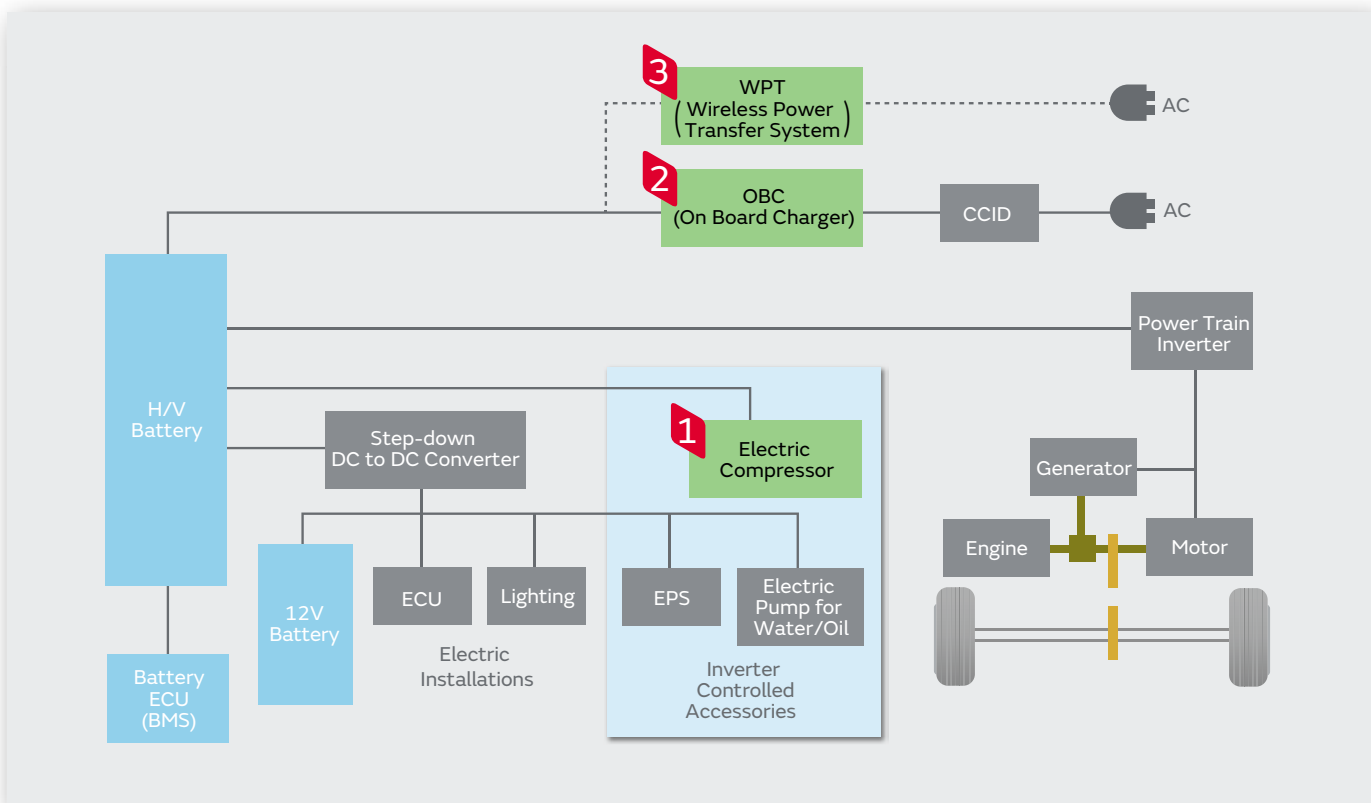 3
WPT
(Wireless Power
Transfer System)
AC
2
OBC
(On Board Charger)
CCID
AC
Power Train
Inverter
H/V
Battery
Step-down
DC to DC Converter
1
Electric
Compressor
Generator
Engine
Motor
12V
Battery
ECU
Lighting
EPS
Electric
Pump for
Water/Oil
Electric
Installations
Inverter
Controlled
Accessories
Battery
ECU
(BMS)